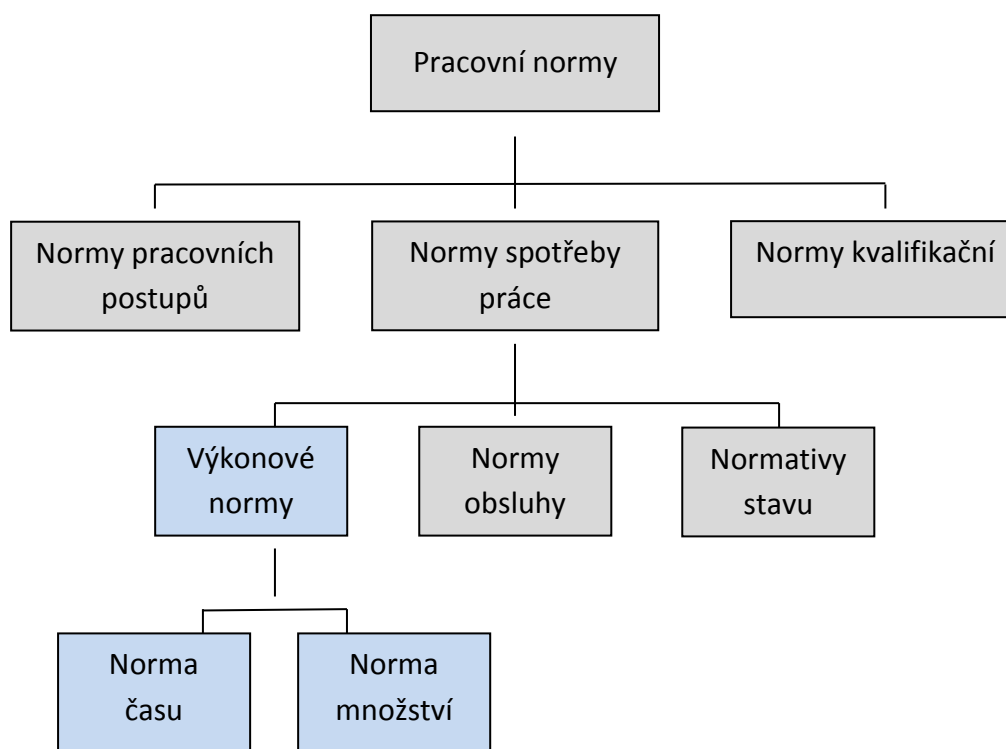 Pracovní normy
Normy pracovních
postupů
Normy spotřeby
práce
Normy kvalifikační
Výkonové
normy
Normy
obsluhy
Normativy
stavu
Norma
času
Norma
množství